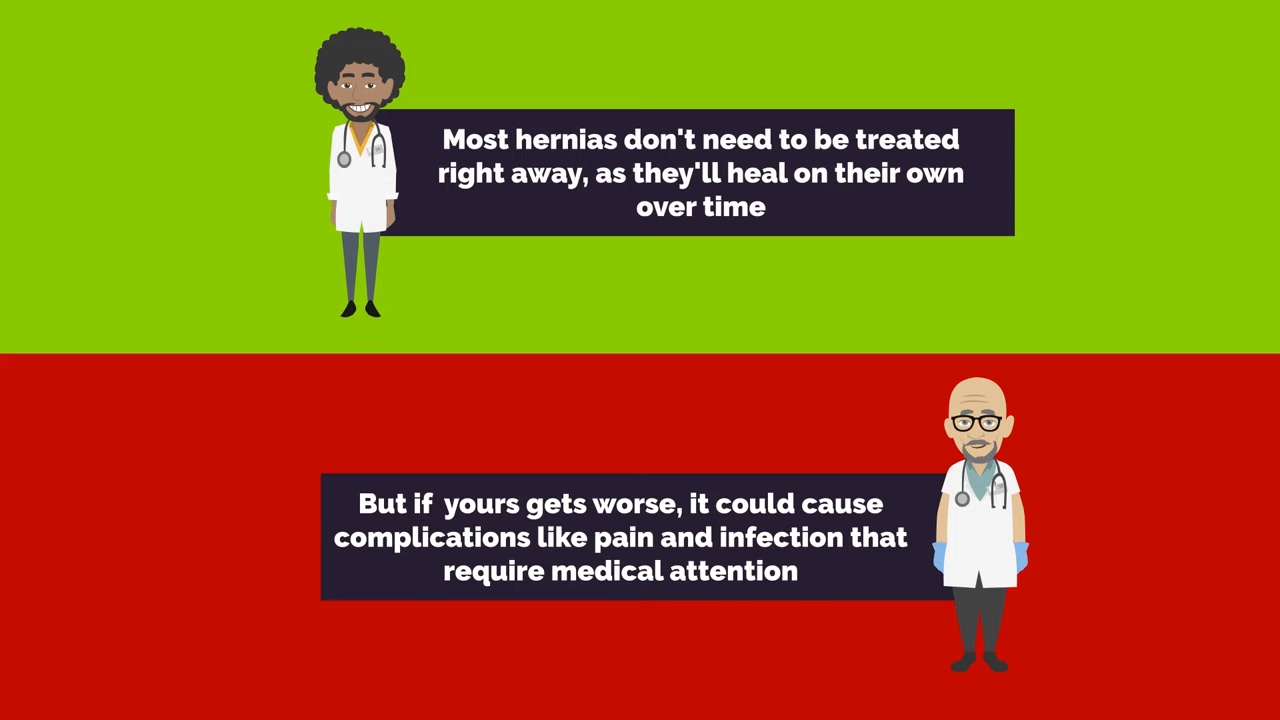 Most hernias don't need to be treated
right away, as they'll heal on their own
over time
But if yours gets worse, it could cause
complications like pain and infection that
require medical attention